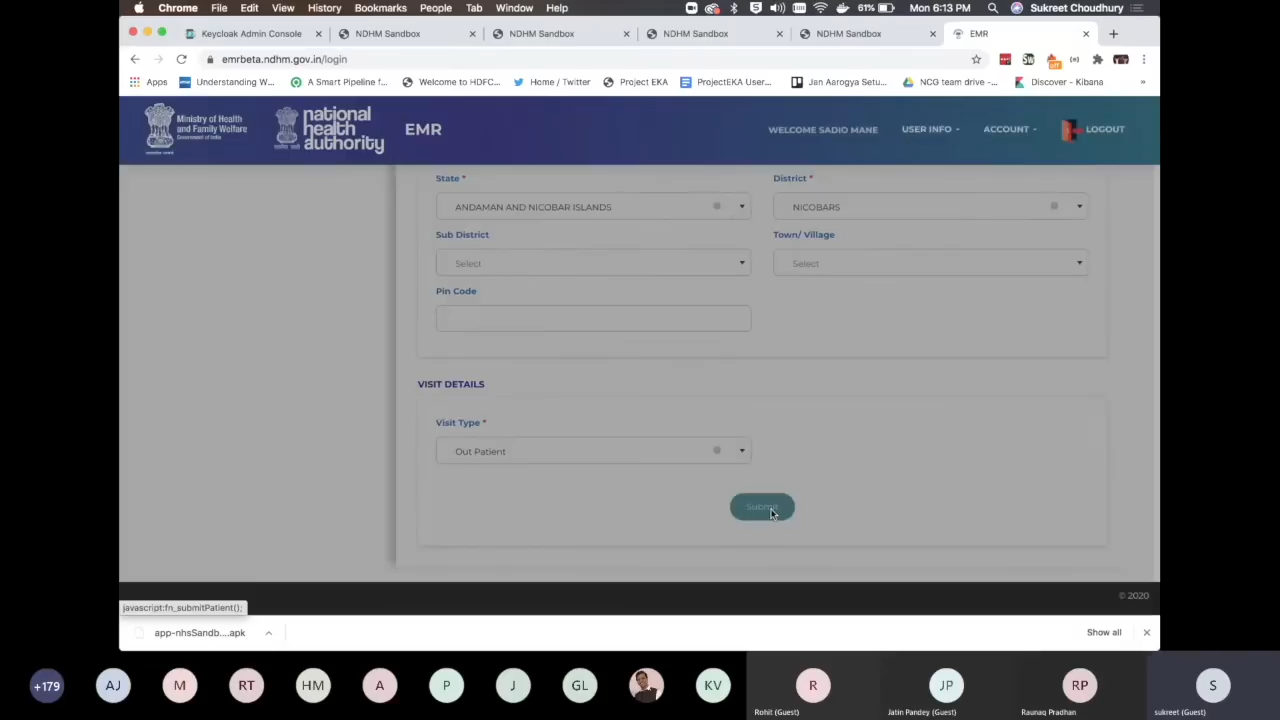 Chrome File Edit View History Bookmarks People Tab Window Help 61% Mon 6:13 PM Sukreet Choudhury
Keycloak Admin Console NDHM Sandbox NDHM Sandbox NDHM Sandbox NDHM Sandbox EMR
emrbeta.ndhm.gov.in/login
Apps Understanding W... A Smart Pipeline f... Welcome to HDFC... Home / Twitter Project EKA ProjectEKA User... Jan Aarogya Setu... NCG team drive -... Discover - Kibana »
Ministry of Health
and Family Welfare
Government of India
national
health
authority
EMR WELCOME SADIO MANE USER INFO ACCOUNT LOGOUT
State * District *
ANDAMAN AND NICOBAR ISLANDS NICOBARS
Sub District Town/ Village
Select Select
Pin Code
VISIT DETAILS
Visit Type *
Out Patient
Submit
© 2020
javascript:fn_submitPatient();
app-nhsSandb....apk Show all
+179 AJ M RT HM A P J GL KV R JP RP S
Rohit (Guest) Jatin Pandey (Guest) Raunaq Pradhan sukreet (Guest)